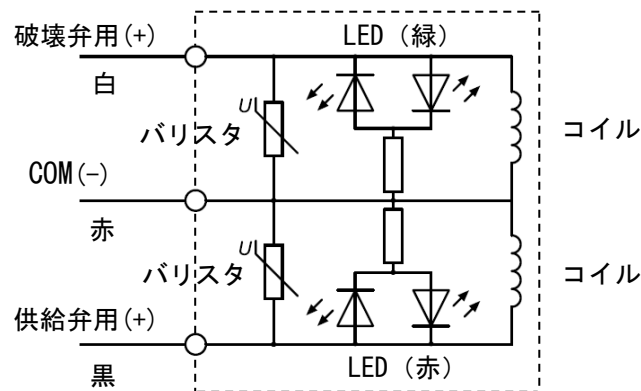 破壊弁用(+)
LED (緑)
白
U
バリスタ
コイル
COM(-)
赤
U
バリスタ
コイル
供給弁用(+)
LED (赤)
黒